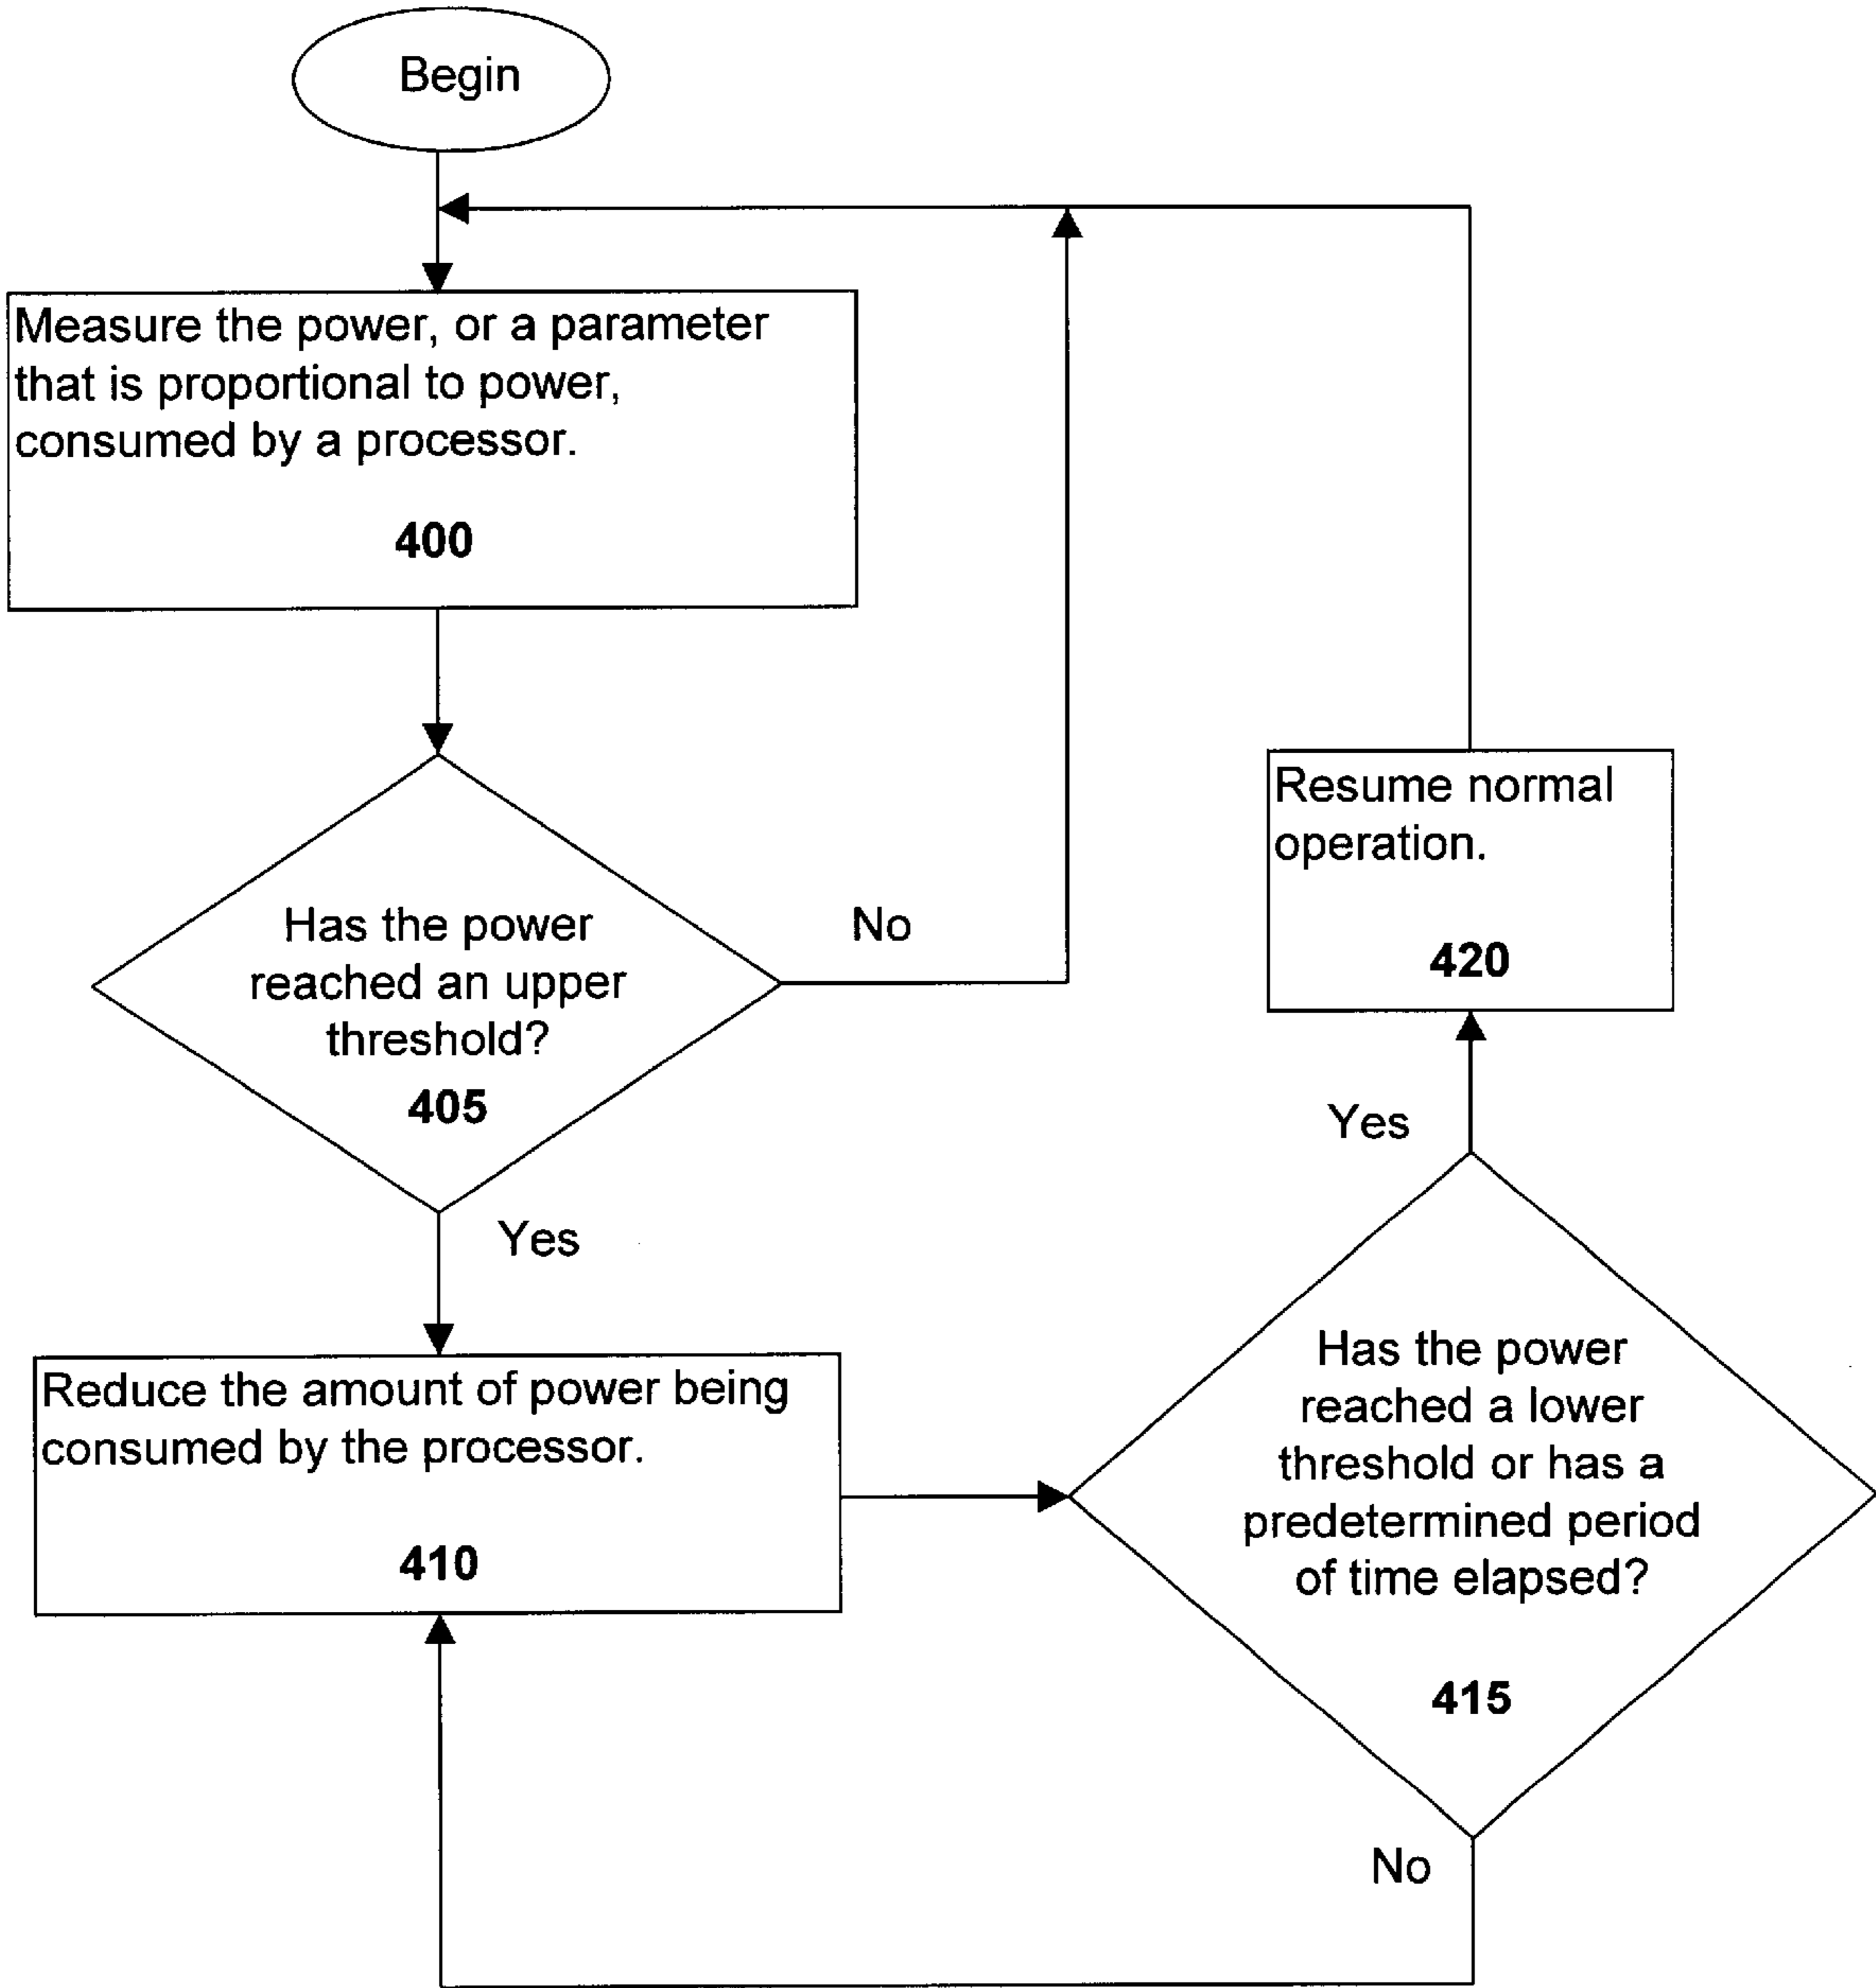 Begin
Measure the power, or a parameter
that is proportional to power,
consumed by a processor.
400
Has the power
reached an upper
threshold?
405
No
Yes
Reduce the amount of power being
consumed by the processor.
410
Has the power
reached a lower
threshold or has a
predetermined period
of time elapsed?
415
No
Yes
Resume normal
operation.
420